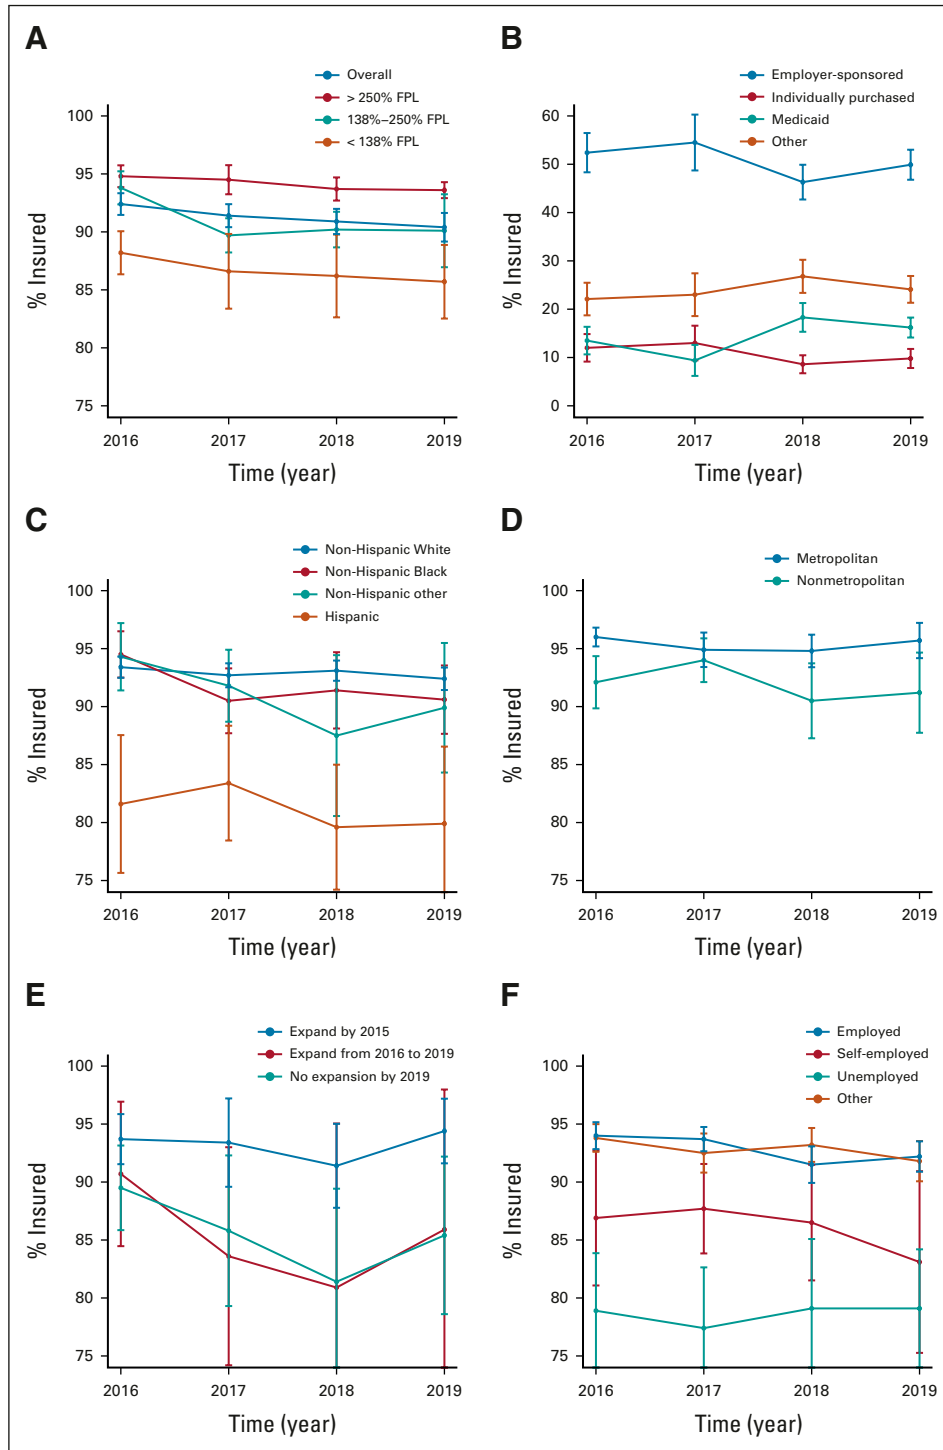 A
Overall
> 250% FPL
138%–250% FPL
< 138% FPL
% Insured
100
95
90
85
80
75
2016 2017 2018 2019
Time (year)
B
Employer-sponsored
Individually purchased
Medicaid
Other
% Insured
60
50
40
30
20
10
0
2016 2017 2018 2019
Time (year)
C
Non-Hispanic White
Non-Hispanic Black
Non-Hispanic other
Hispanic
% Insured
100
95
90
85
80
75
2016 2017 2018 2019
Time (year)
D
Metropolitan
Nonmetropolitan
% Insured
100
95
90
85
80
75
2016 2017 2018 2019
Time (year)
E
Expand by 2015
Expand from 2016 to 2019
No expansion by 2019
% Insured
100
95
90
85
80
75
2016 2017 2018 2019
Time (year)
F
Employed
Self-employed
Unemployed
Other
% Insured
100
95
90
85
80
75
2016 2017 2018 2019
Time (year)